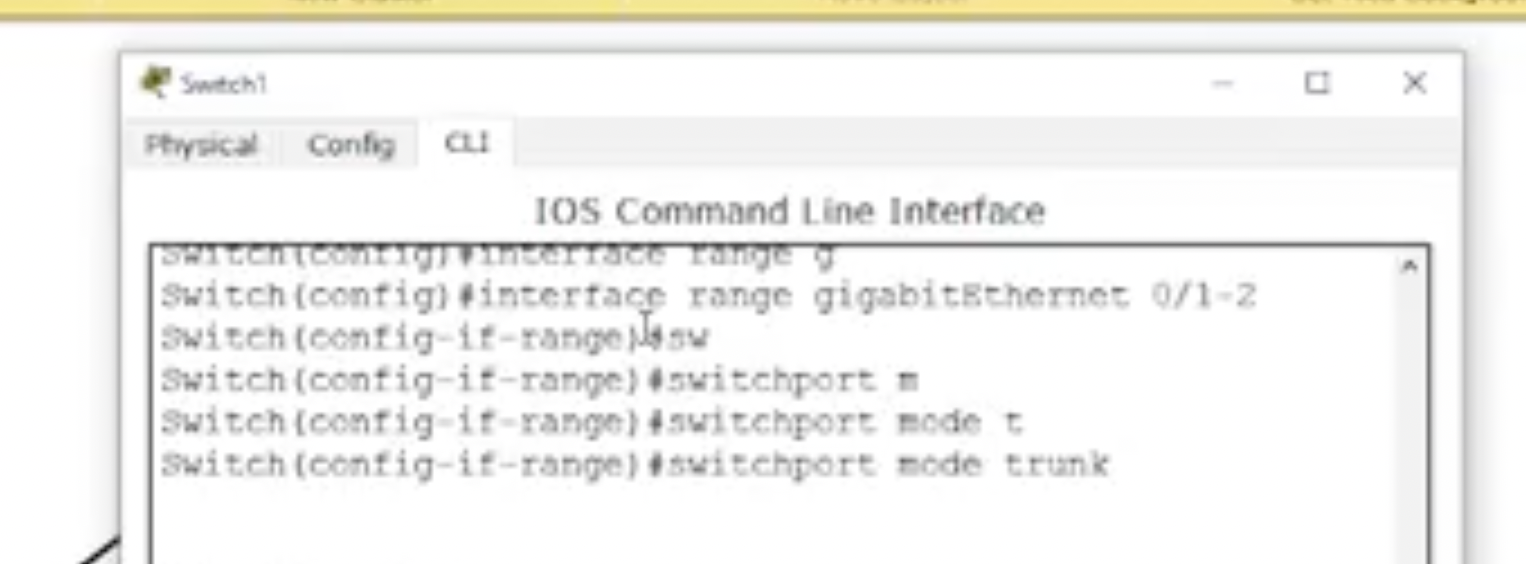 Switch1
Physical Config CLI
IOS Command Line Interface
Switch(config)#interface range g
Switch(config)#interface range gigabitEthernet 0/1-2
Switch(config-if-range)#sw
Switch(config-if-range)#switchport m
Switch(config-if-range)#switchport mode t
Switch(config-if-range)#switchport mode trunk